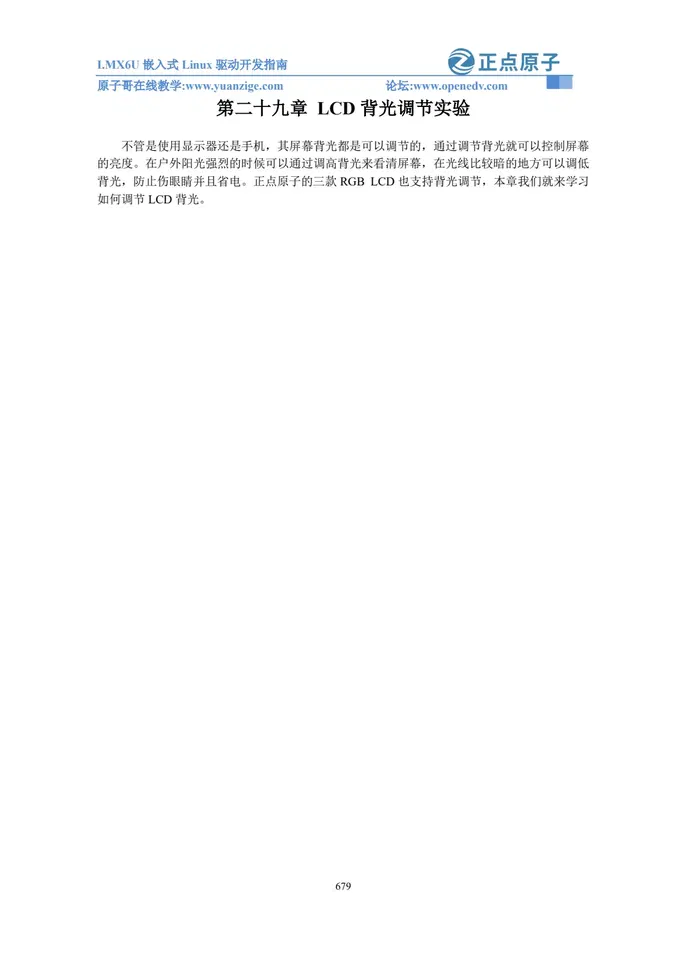 I.MX6U 嵌入式 Linux 驱动开发指南
正点原子
原子哥在线教学:www.yuanzige.com 论坛:www.openedv.com
第二十九章 LCD 背光调节实验
不管是使用显示器还是手机，其屏幕背光都是可以调节的，通过调节背光就可以控制屏幕
的亮度。在户外阳光强烈的时候可以通过调高背光来看清屏幕，在光线比较暗的地方可以调低
背光，防止伤眼睛并且省电。正点原子的三款 RGB LCD 也支持背光调节，本章我们就来学习
如何调节 LCD 背光。
679